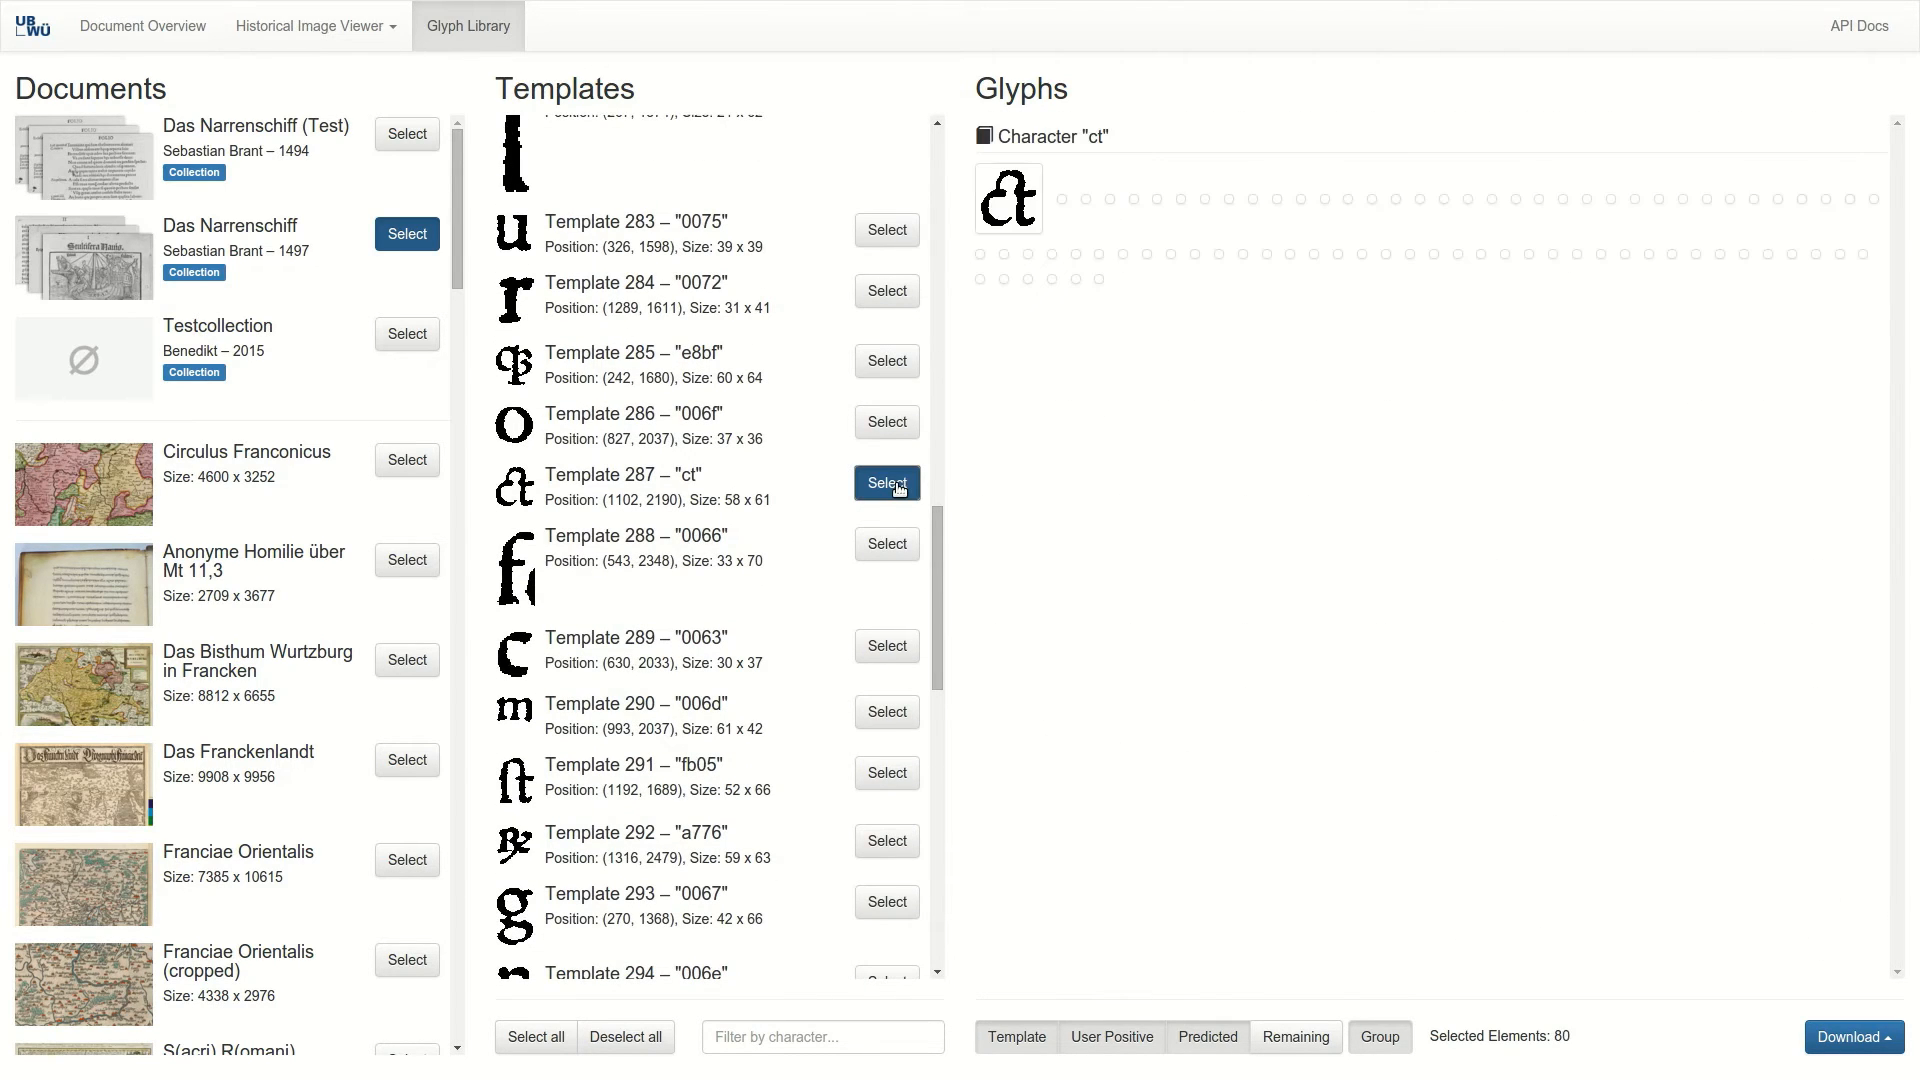 UB
WÜ
Document Overview
Historical Image Viewer
Glyph Library
API Docs
Documents
Das Narrenschiff (Test)
Sebastian Brant – 1494
Collection
Select
Das Narrenschiff
Sebastian Brant – 1497
Collection
Select
Testcollection
Benedikt – 2015
Collection
Select
Circulus Franconicus
Size: 4600 x 3252
Select
Anonyme Homilie über
Mt 11,3
Size: 2709 x 3677
Select
Das Bisthum Wurtzburg
in Francken
Size: 8812 x 6655
Select
Das Franckenlandt
Size: 9908 x 9956
Select
Franciae Orientalis
Size: 7385 x 10615
Select
Franciae Orientalis
(cropped)
Size: 4338 x 2976
Select
S(acri) R(omani)
Templates
Template 283 – "0075"
Position: (326, 1598), Size: 39 x 39
Select
Template 284 – "0072"
Position: (1289, 1611), Size: 31 x 41
Select
Template 285 – "e8bf"
Position: (242, 1680), Size: 60 x 64
Select
Template 286 – "006f"
Position: (827, 2037), Size: 37 x 36
Select
Template 287 – "ct"
Position: (1102, 2190), Size: 58 x 61
Select
Template 288 – "0066"
Position: (543, 2348), Size: 33 x 70
Select
Template 289 – "0063"
Position: (630, 2033), Size: 30 x 37
Select
Template 290 – "006d"
Position: (993, 2037), Size: 61 x 42
Select
Template 291 – "fb05"
Position: (1192, 1689), Size: 52 x 66
Select
Template 292 – "a776"
Position: (1316, 2479), Size: 59 x 63
Select
Template 293 – "0067"
Position: (270, 1368), Size: 42 x 66
Select
Template 294 – "006e"
Select all
Deselect all
Filter by character...
Glyphs
Character "ct"
ct
Template
User Positive
Predicted
Remaining
Group
Selected Elements: 80
Download